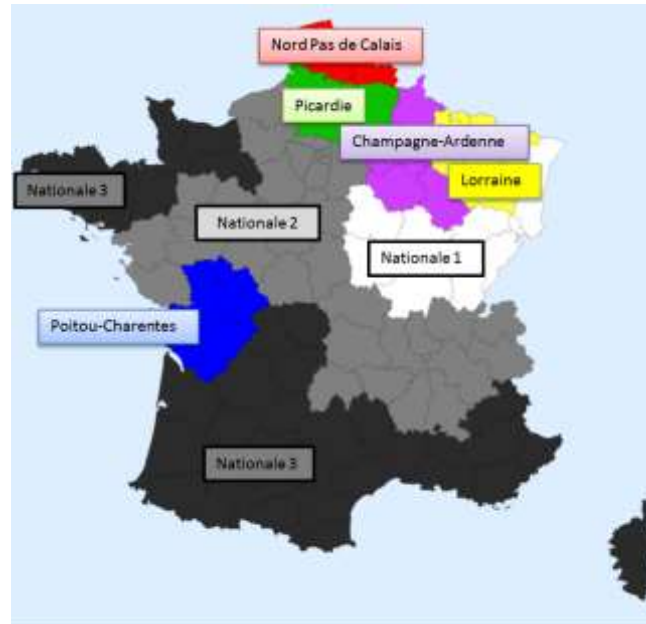 Nord Pas de Calais
Picardie
Champagne-Ardenne
Lorraine
Nationale 3
Nationale 2
Nationale 1
Poitou-Charentes
Nationale 3